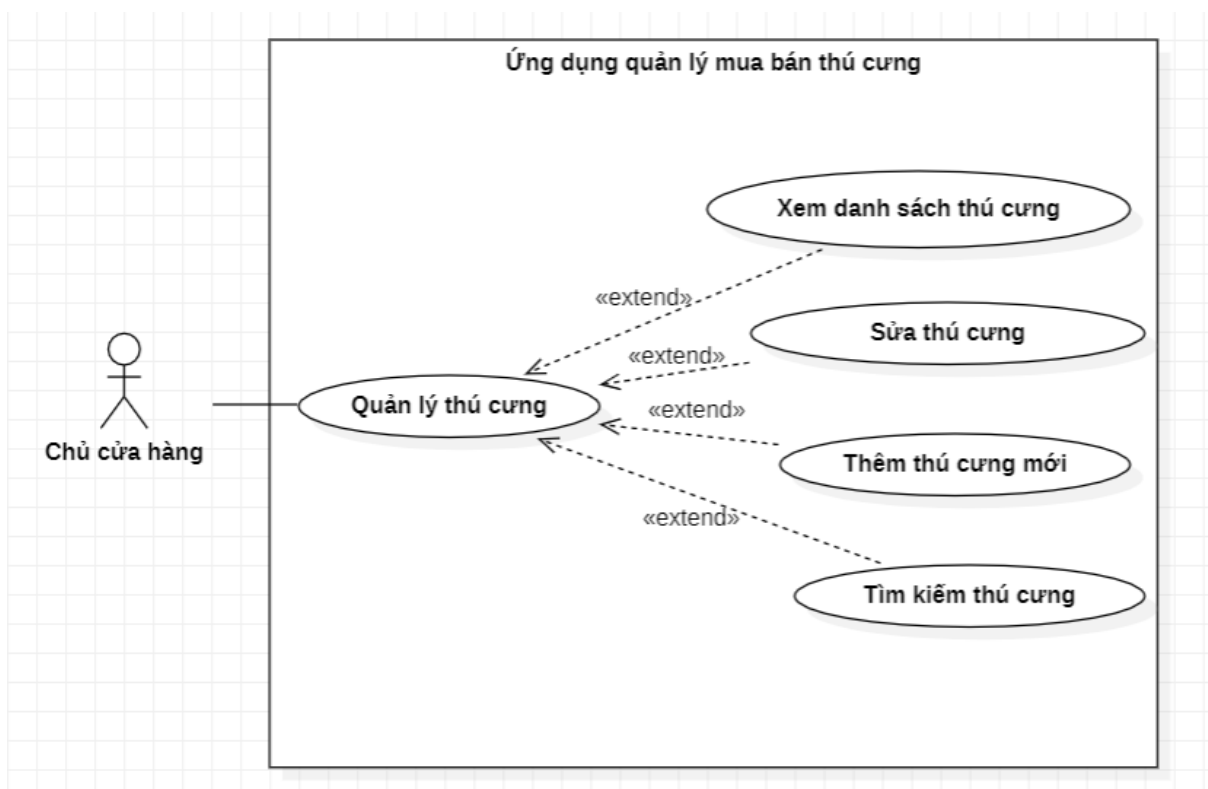 Ứng dụng quản lý mua bán thú cưng
Xem danh sách thú cưng
«extend»
Sửa thú cưng
«extend»
Quản lý thú cưng
«extend»
Chủ cửa hàng
Thêm thú cưng mới
«extend»
Tìm kiếm thú cưng